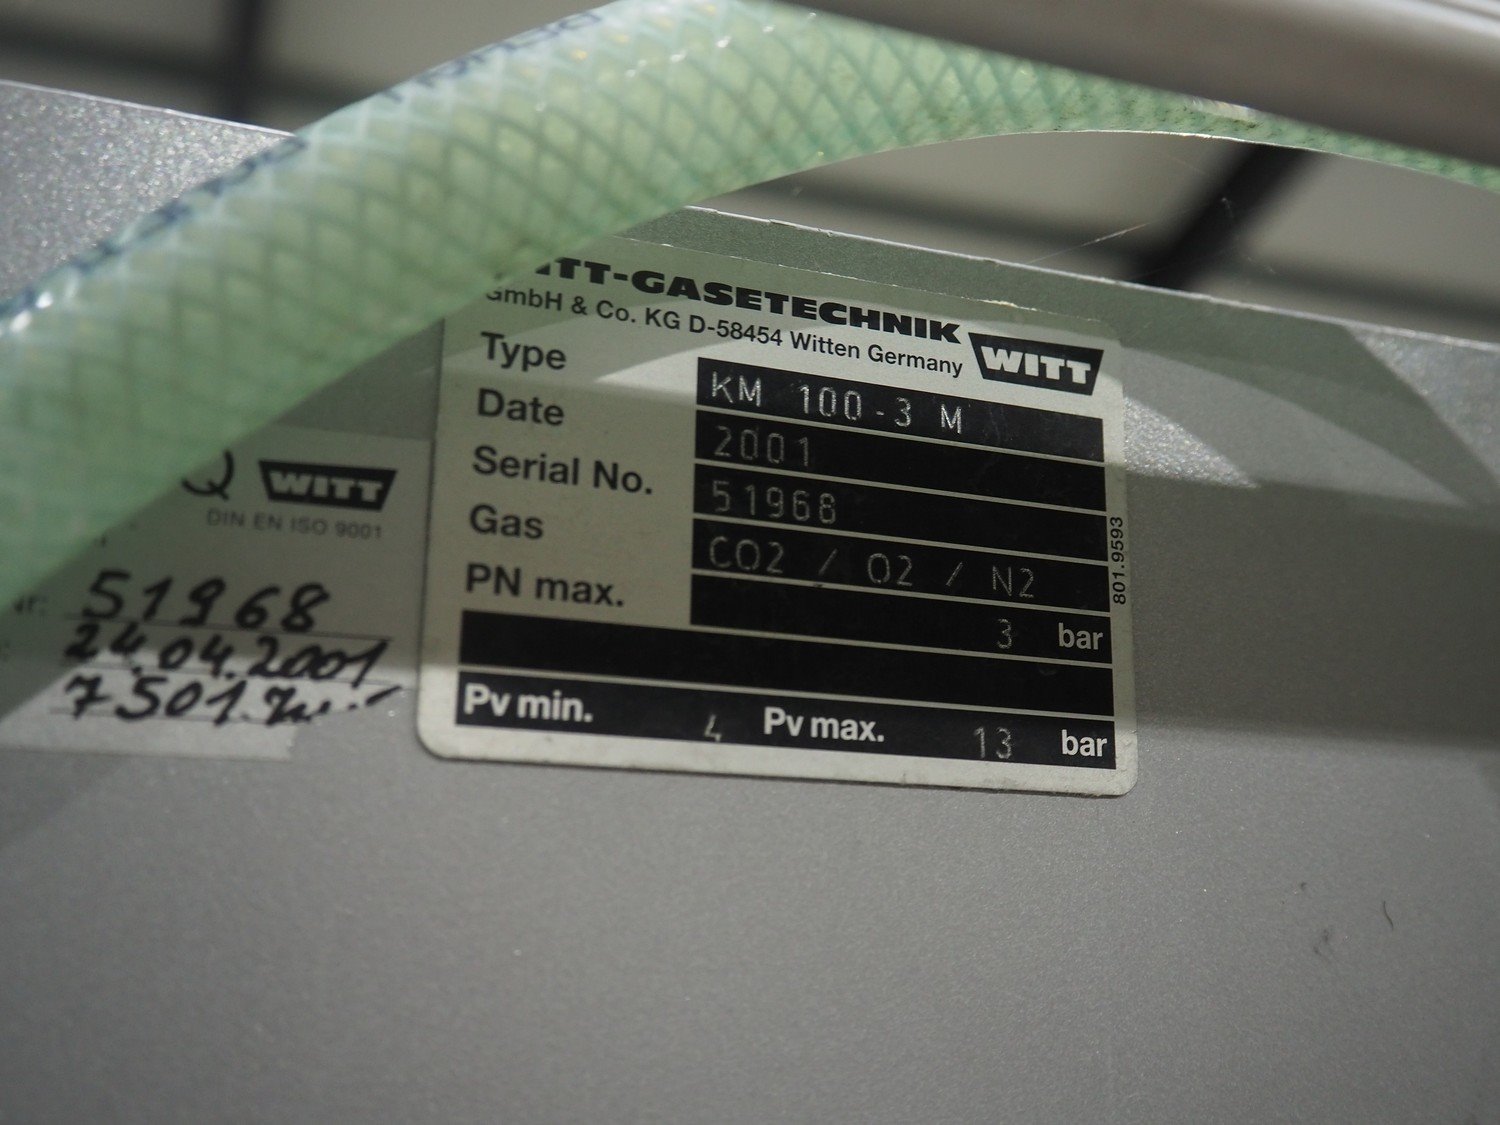 WITT-GASETECHNIK
GmbH & Co. KG D-58454 Witten Germany
WITT
Type KM 100-3 M
Date 2001
Serial No. 51968
Gas CO2 / O2 / N2
PN max. 3 bar
Pv min. 4 Pv max. 13 bar
801.9593
Q WITT
DIN EN ISO 9001
51968
24.04.2001